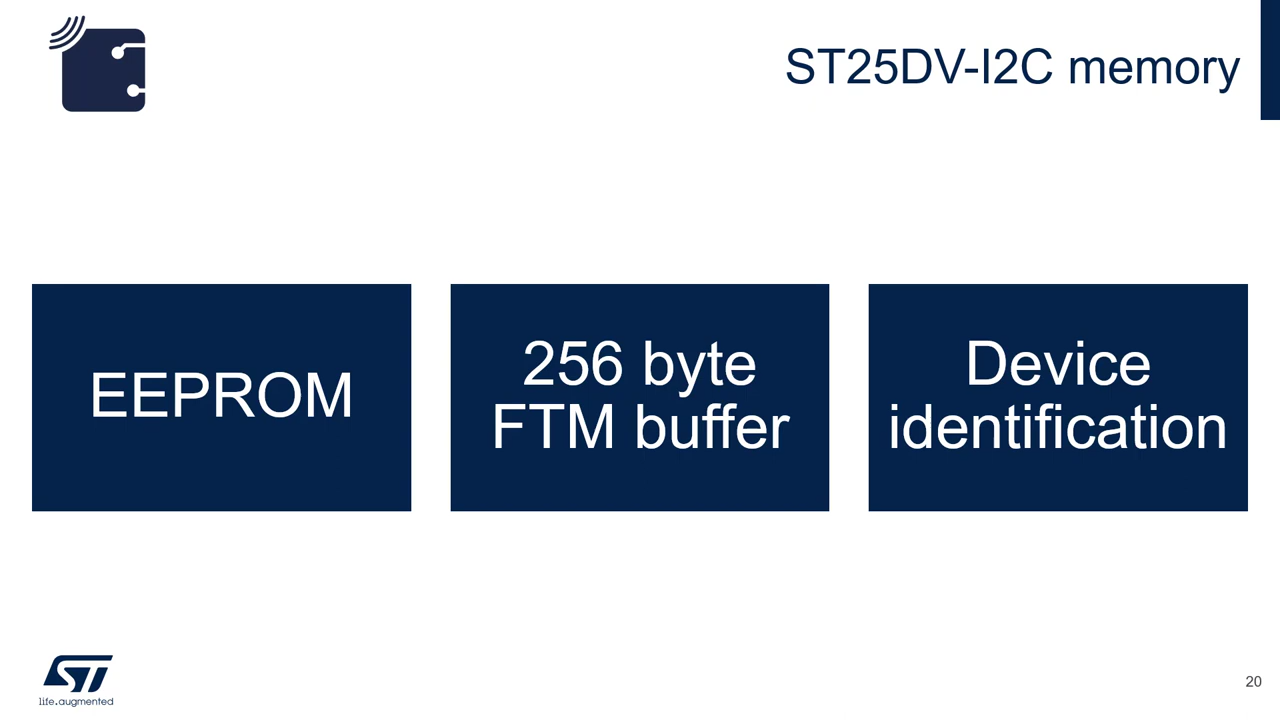 ST25DV-I2C memory
EEPROM
256 byte
FTM buffer
Device
identification
ST
life.augmented
20